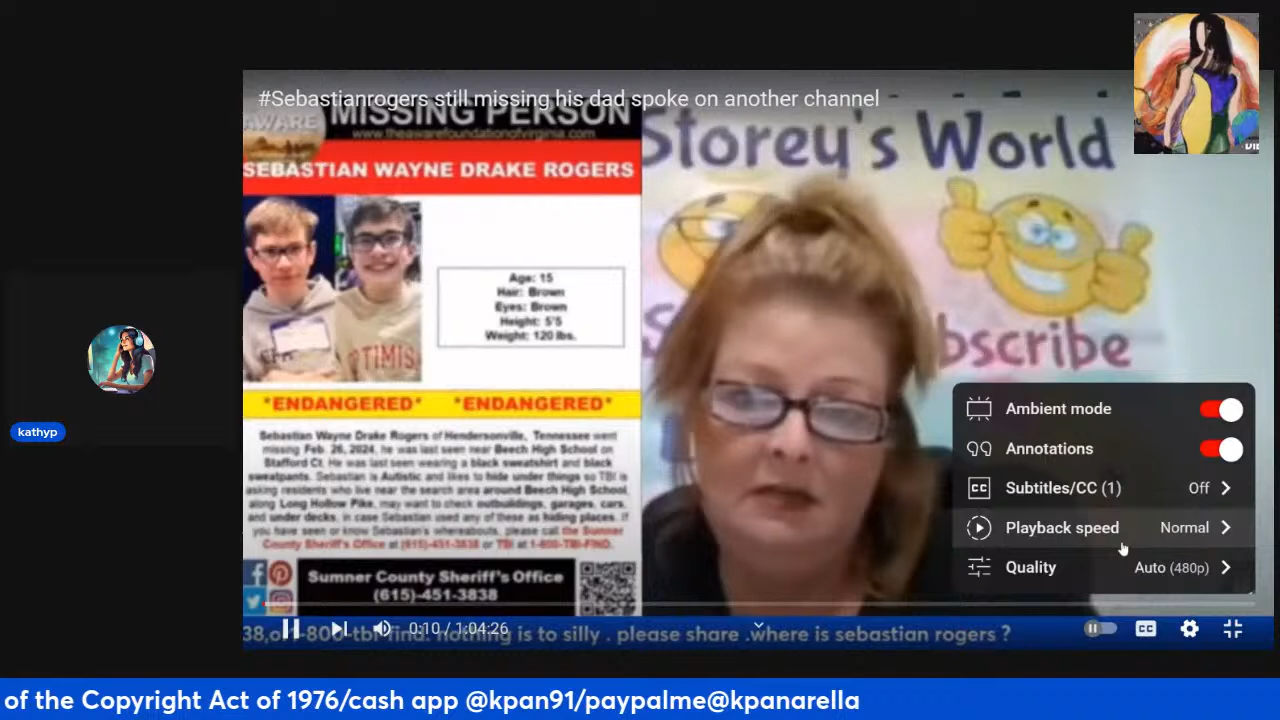 #Sebastianrogers still missing his dad spoke on another channel
AWARE
MISSING PERSON
www.theawarefoundationofvirginia.com
SEBASTIAN WAYNE DRAKE ROGERS
Age: 15
Hair: Brown
Eyes: Brown
Height: 5'5
Weight: 120 lbs.
*ENDANGERED* *ENDANGERED*
Sebastian Wayne Drake Rogers of Hendersonville, Tennessee went
missing Feb. 26, 2024, he was last seen near Beech High School on
Stafford Ct. He was last seen wearing a black sweatshirt and black
sweatpants. Sebastian is Autistic and likes to hide under things so TBI is
asking residents who live near the search area around Beech High School,
along Long Hollow Pike, may want to check outbuildings, garages, cars,
and under decks, in case Sebastian used any of these as hiding places. If
you have seen or know Sebastian's whereabouts, please call the Sumner
County Sheriff's Office at (615)-451-3838 or TBI at 1-800-TBI-FIND.
Sumner County Sheriff's Office
(615)-451-3838
Storey's World
bscribe
Ambient mode
Annotations
Subtitles/CC (1) Off
Playback speed Normal
Quality Auto (480p)
0:10 / 1:04:26
CC
38,or1-800-tbi-find. nothing is to silly . please share .where is sebastian rogers ?
kathyp
of the Copyright Act of 1976/cash app @kpan91/paypalme@kpanarella